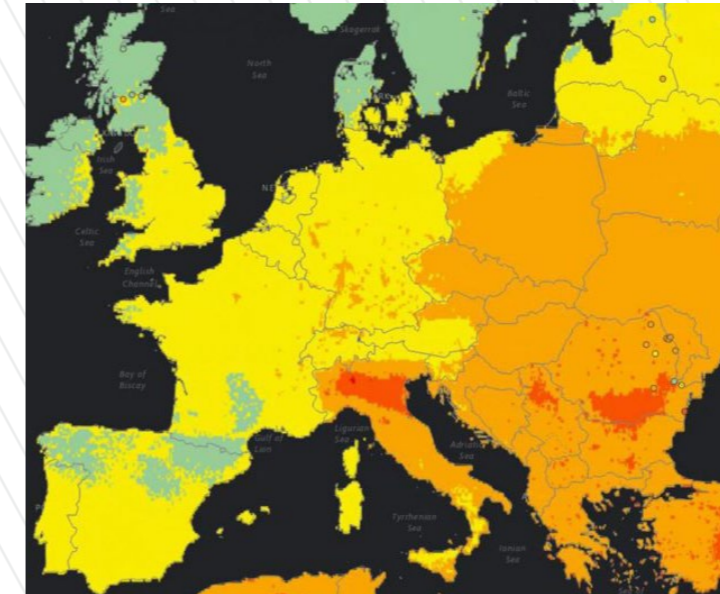 Sea
Skagerrak
North
Sea
Baltic
Sea
Irish
Sea
NE
Celtic
Sea
English
Channel
Bay of
Biscay
Gulf of
Lion
Ligurian
Sea
Adriatic
Sea
P
Tyrrhenian
Sea
Ionian
Sea